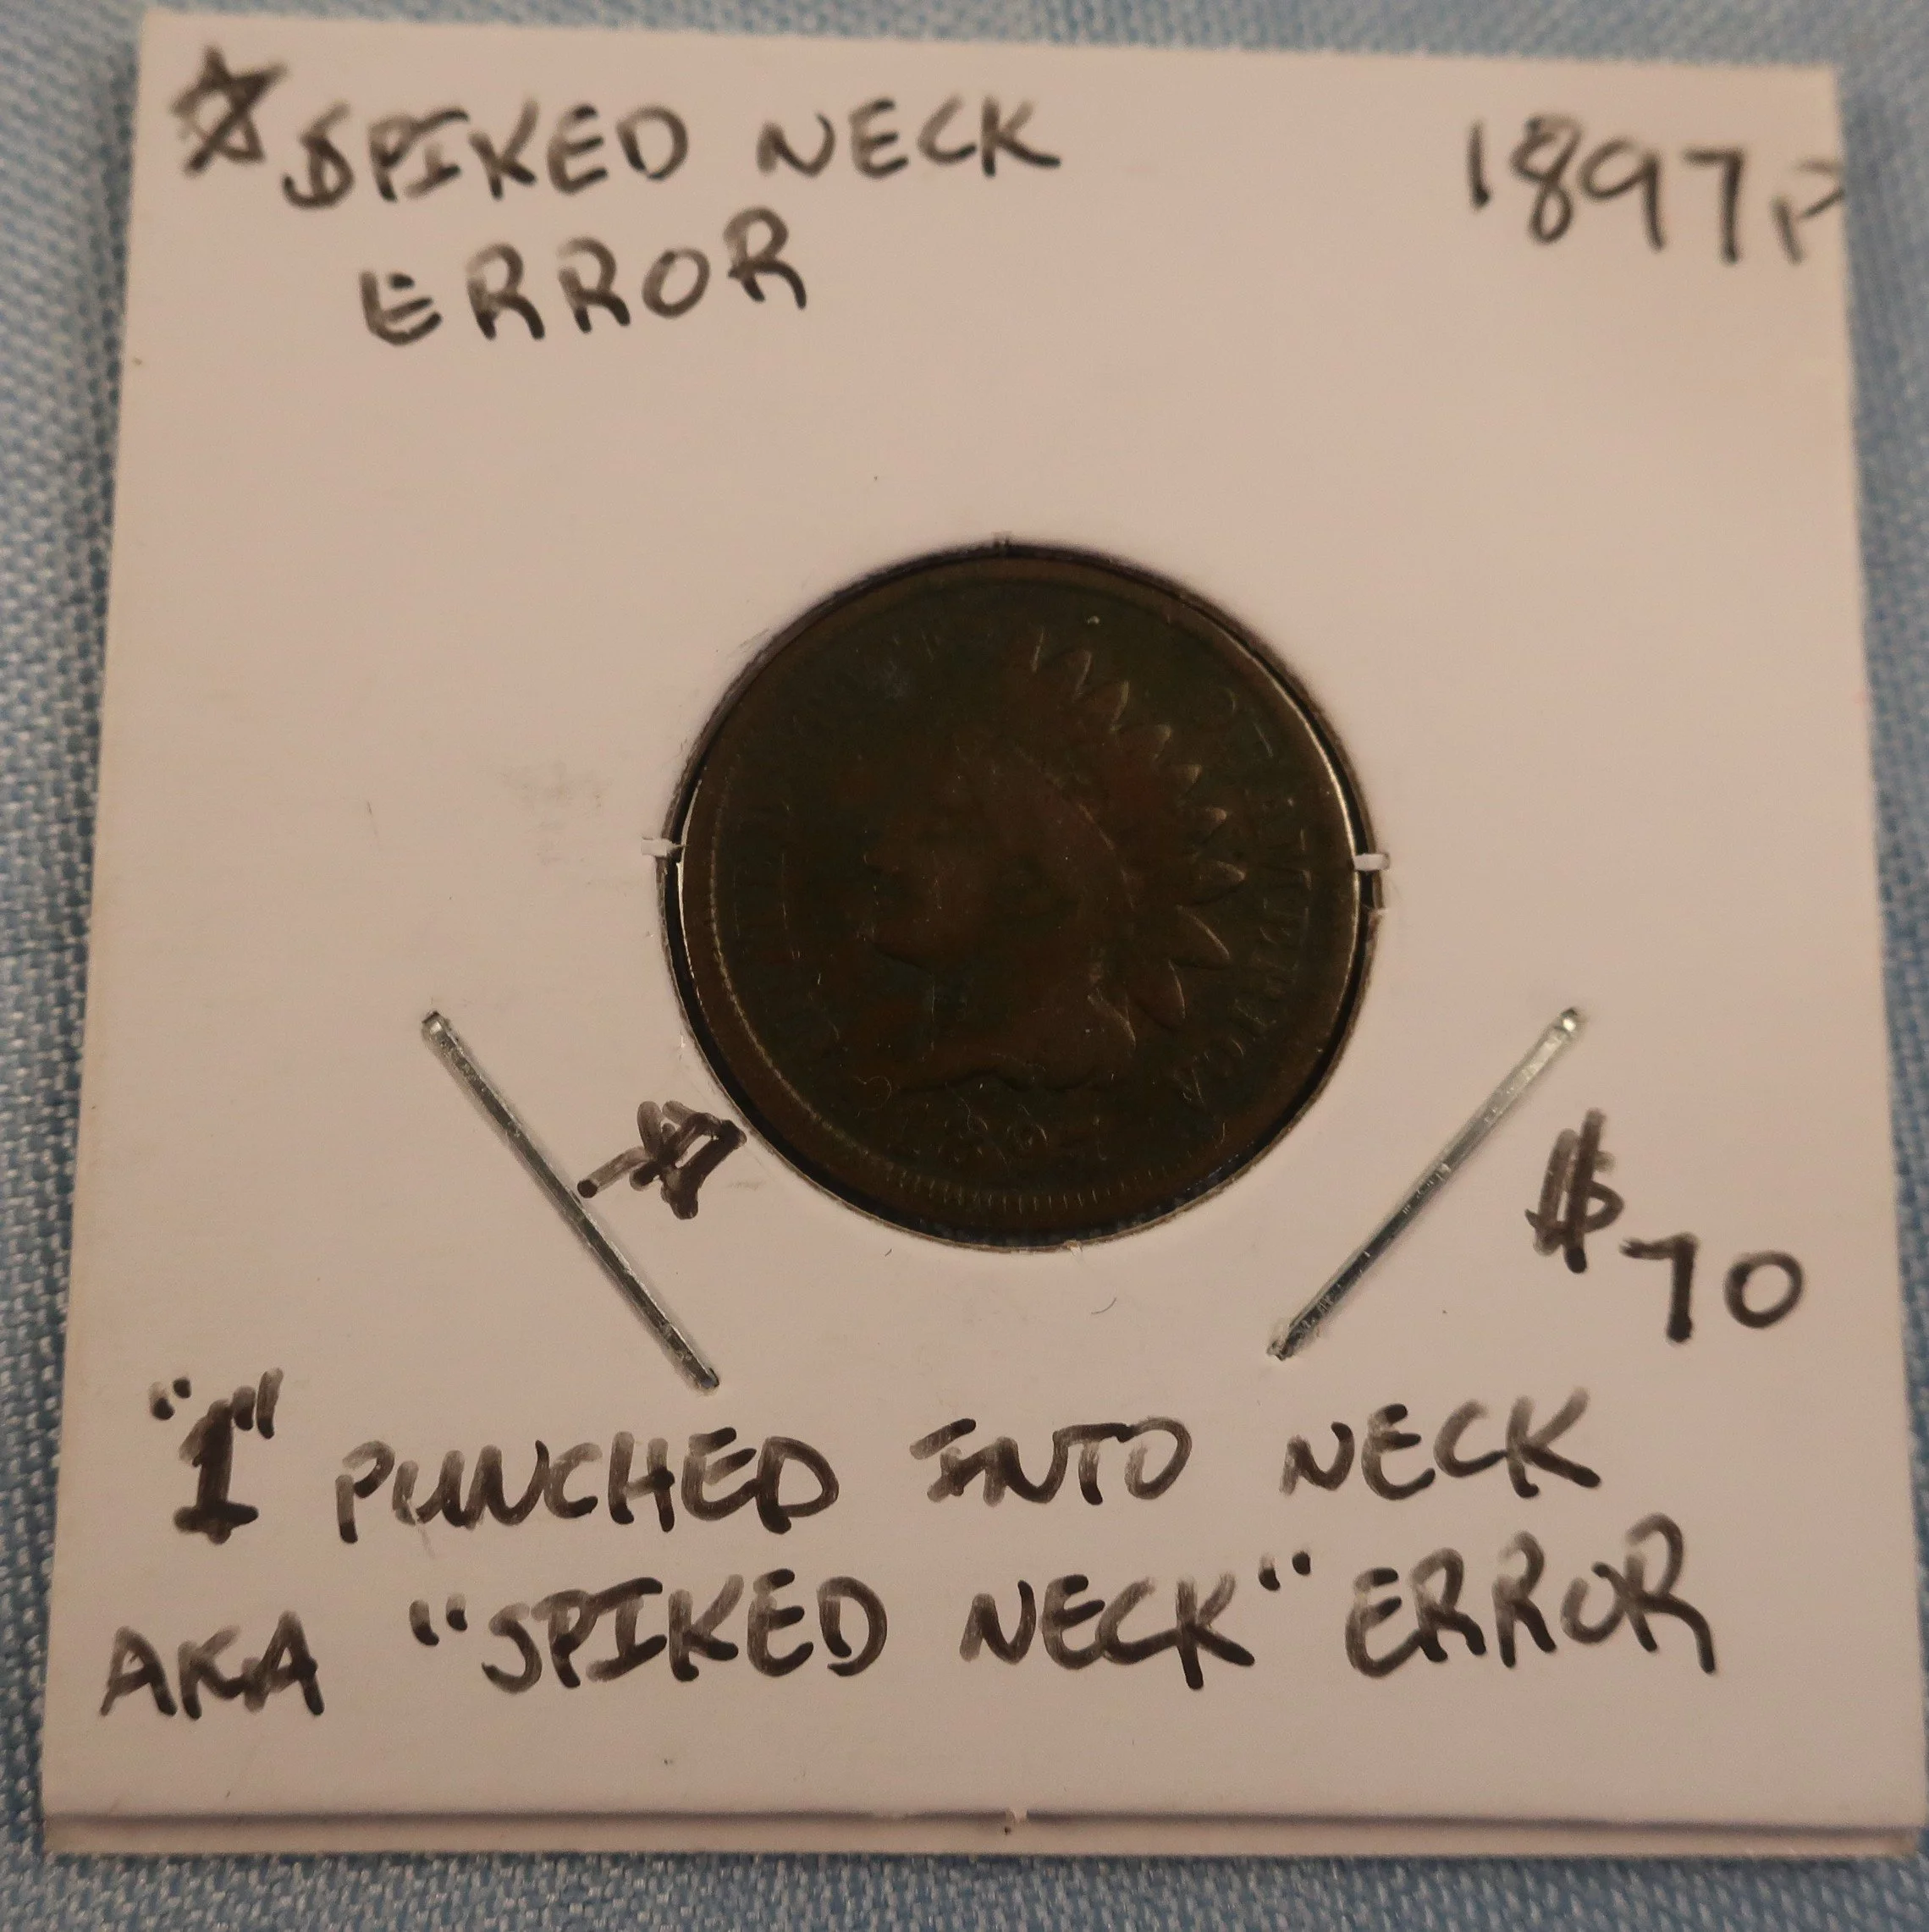 ☆ SPIKED NECK
ERROR
1897P
$70
"1" PUNCHED INTO NECK
AKA "SPIKED NECK" ERROR